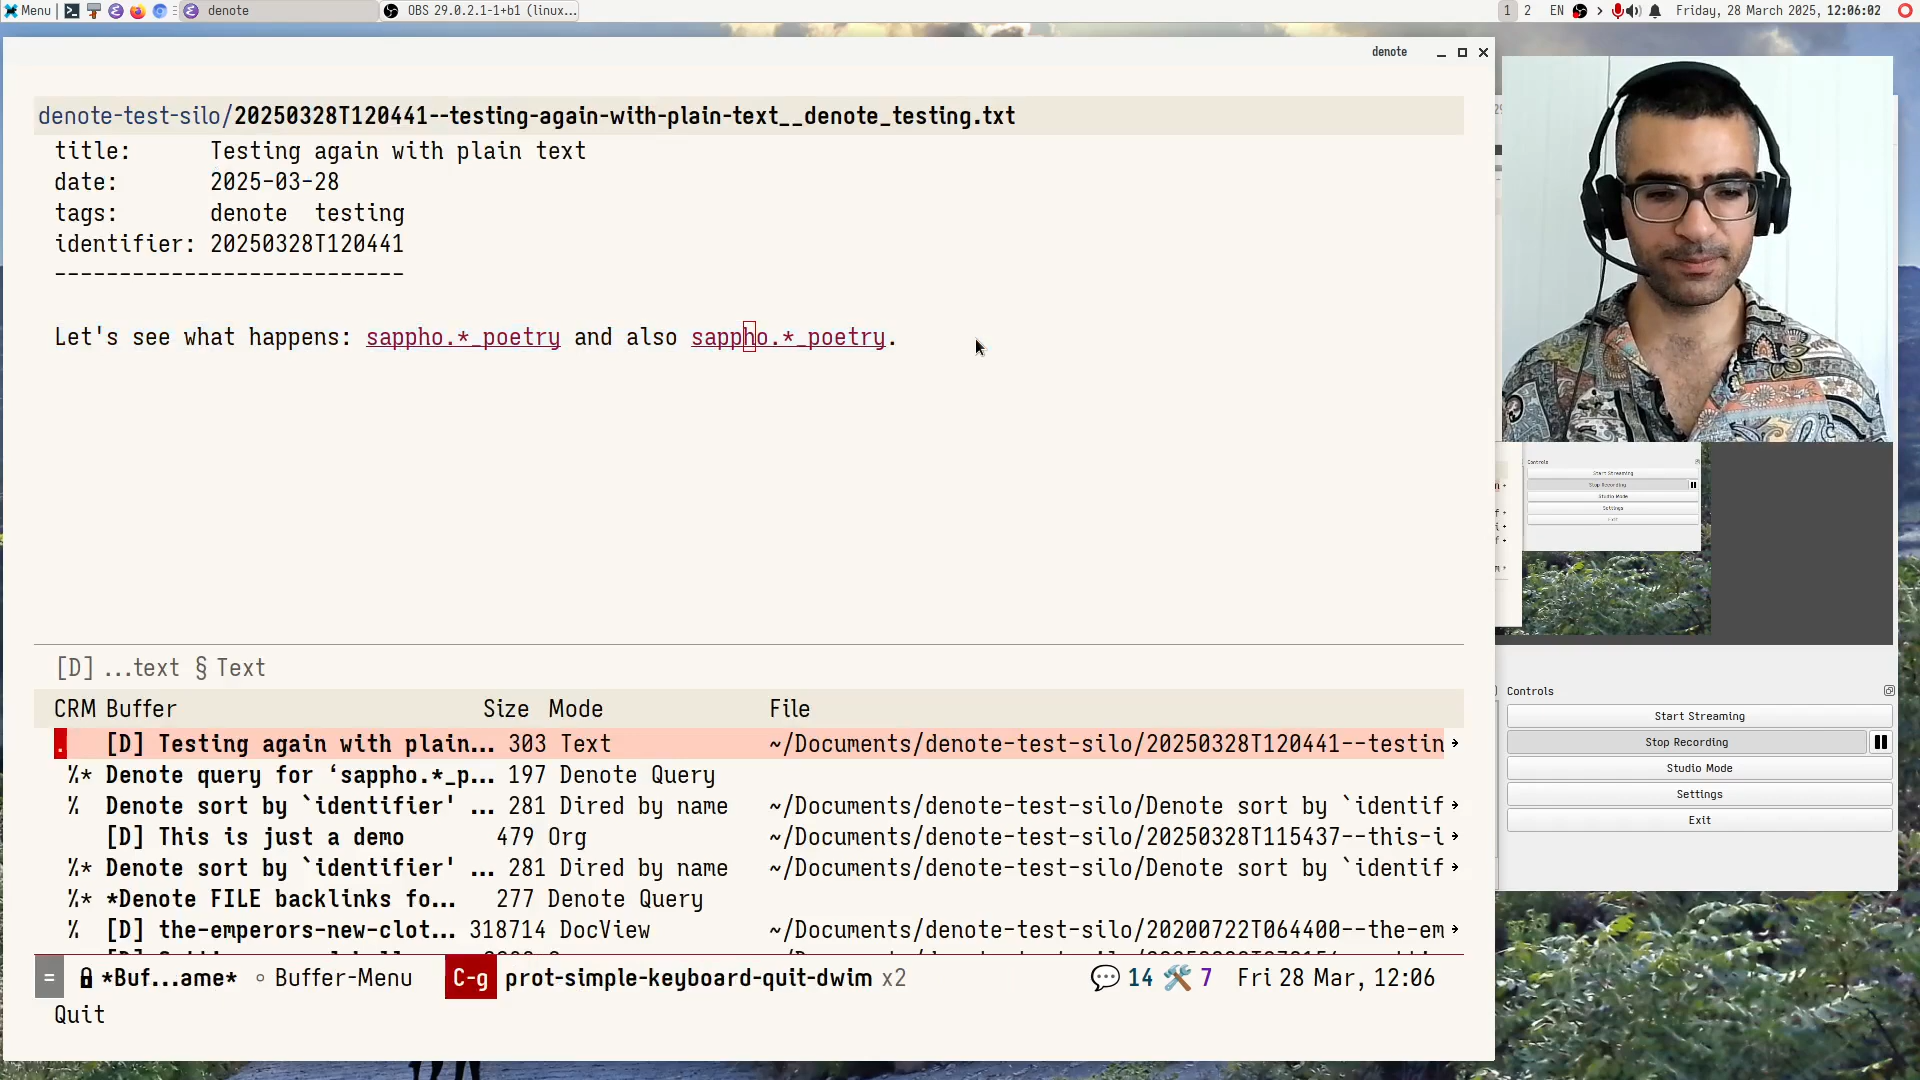 Menu denote OBS 29.0.2.1-1+b1 (linux... 1 2 EN Friday, 28 March 2025, 12:06:02
denote
denote-test-silo/20250328T120441--testing-again-with-plain-text__denote_testing.txt
title: Testing again with plain text
date: 2025-03-28
tags: denote testing
identifier: 20250328T120441
---------------------------
Let's see what happens: sappho.*_poetry and also sappho.*_poetry.
[D] ...text § Text
CRM Buffer Size Mode File
. [D] Testing again with plain... 303 Text ~/Documents/denote-test-silo/20250328T120441--testin
%* Denote query for ‘sappho.*_p... 197 Denote Query
% Denote sort by `identifier' ... 281 Dired by name ~/Documents/denote-test-silo/Denote sort by `identif
[D] This is just a demo 479 Org ~/Documents/denote-test-silo/20250328T115437--this-i
%* Denote sort by `identifier' ... 281 Dired by name ~/Documents/denote-test-silo/Denote sort by `identif
%* *Denote FILE backlinks fo... 277 Denote Query
% [D] the-emperors-new-clot... 318714 DocView ~/Documents/denote-test-silo/20200722T064400--the-em
= *Buf...ame* ◦ Buffer-Menu C-g prot-simple-keyboard-quit-dwim x2 14 7 Fri 28 Mar, 12:06
Quit
Controls
Start Streaming
Stop Recording
Studio Mode
Settings
Exit
Controls
Start Streaming
Stop Recording
Studio Mode
Settings
Exit